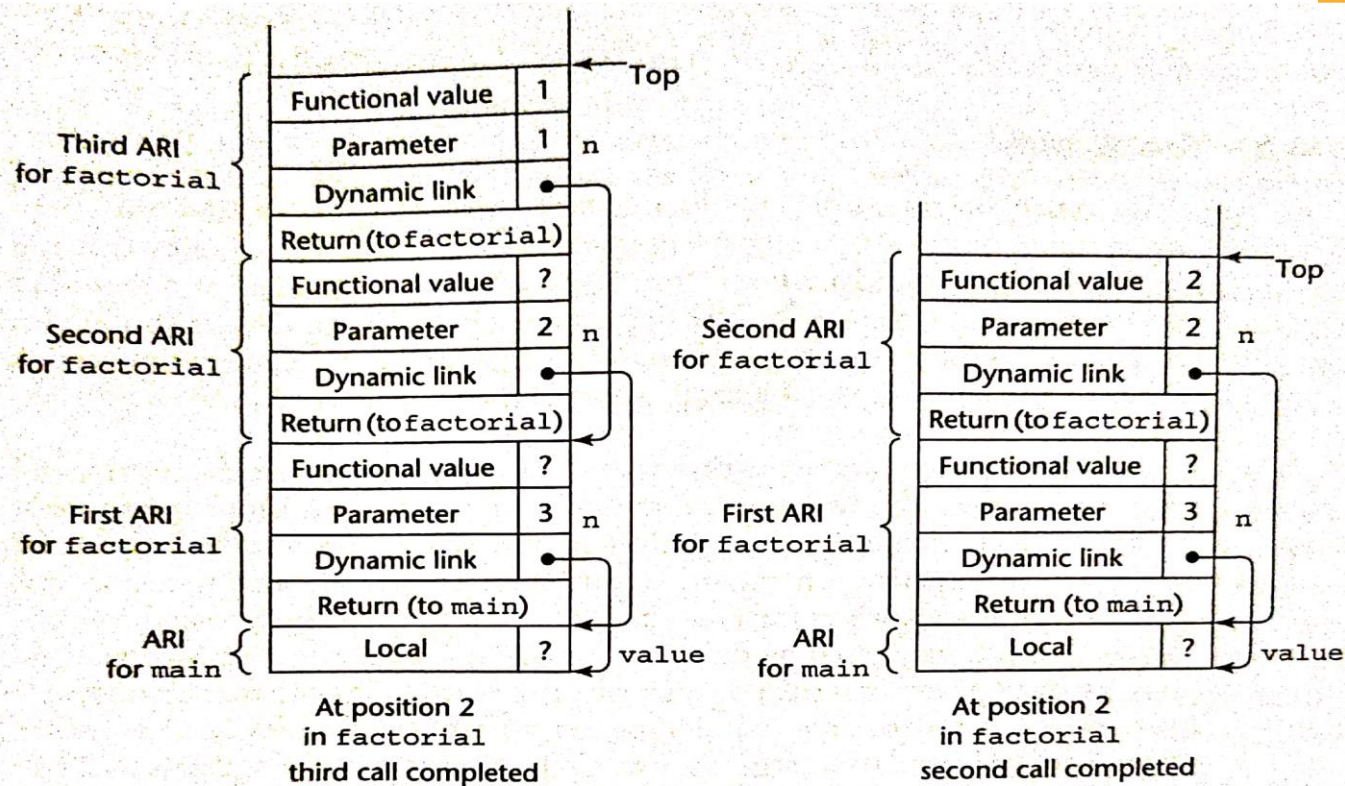 Top
Functional value 1
Third ARI
for factorial
Parameter 1 n
Dynamic link
Return (to factorial)
Functional value ?
Second ARI
for factorial
Parameter 2 n
Dynamic link
Return (to factorial)
Functional value ?
First ARI
for factorial
Parameter 3 n
Dynamic link
Return (to main)
ARI
for main
Local ? value
At position 2
in factorial
third call completed
Top
Functional value 2
Second ARI
for factorial
Parameter 2 n
Dynamic link
Return (to factorial)
Functional value ?
First ARI
for factorial
Parameter 3 n
Dynamic link
Return (to main)
ARI
for main
Local ? value
At position 2
in factorial
second call completed